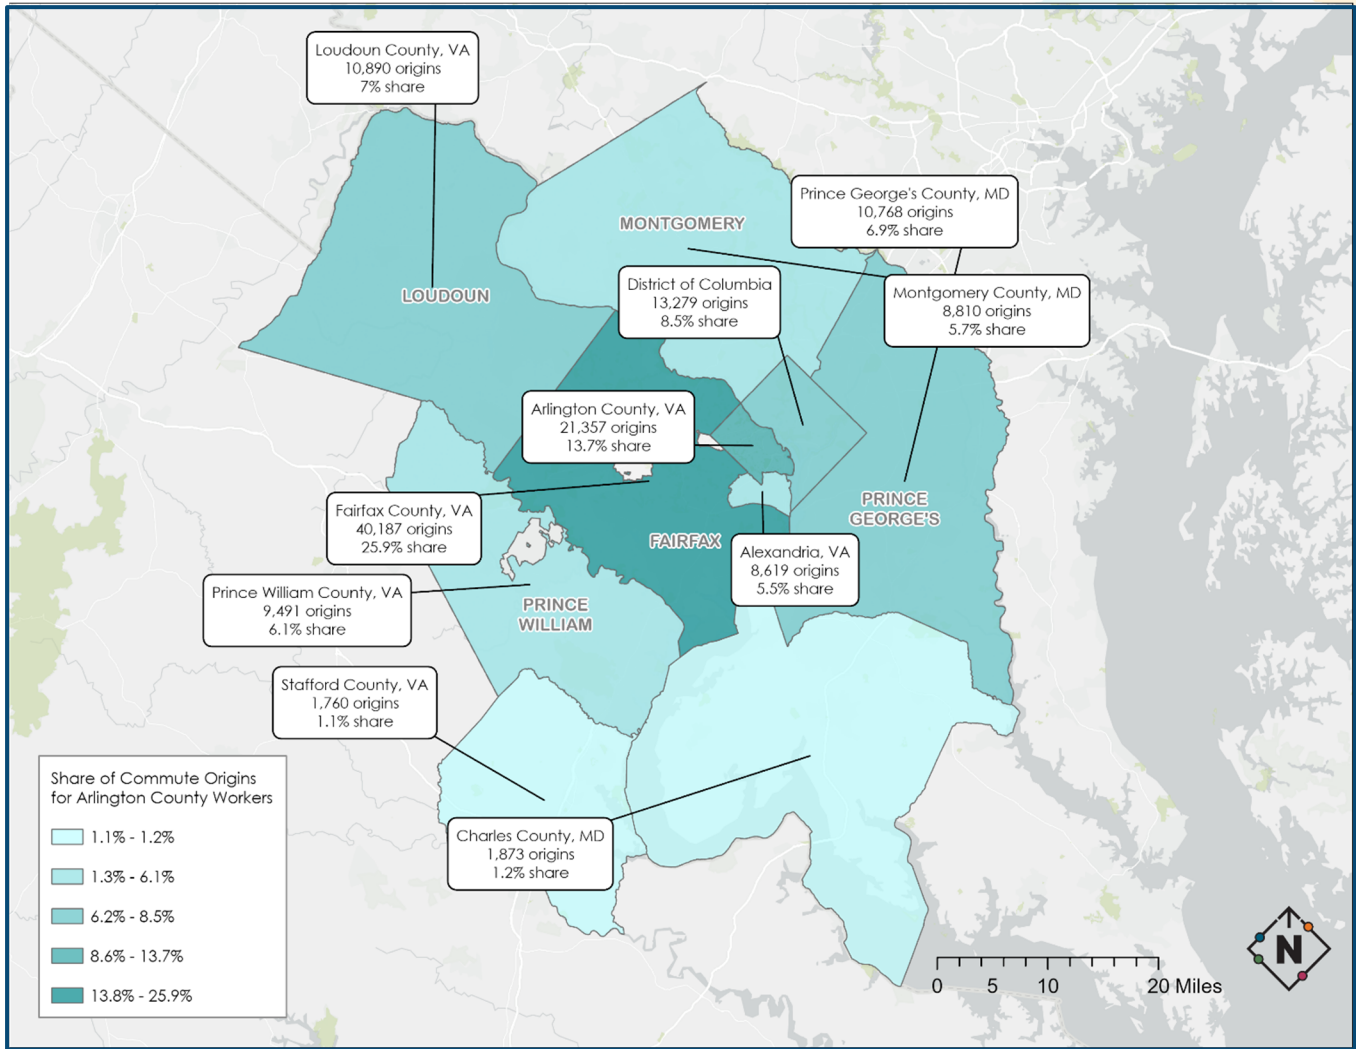 Loudoun County, VA
10,890 origins
7% share
Prince George's County, MD
10,768 origins
6.9% share
MONTGOMERY
District of Columbia
13,279 origins
8.5% share
Montgomery County, MD
8,810 origins
5.7% share
LOUDOUN
Arlington County, VA
21,357 origins
13.7% share
Fairfax County, VA
40,187 origins
25.9% share
PRINCE
GEORGE'S
FAIRFAX
Alexandria, VA
8,619 origins
5.5% share
Prince William County, VA
9,491 origins
6.1% share
PRINCE
WILLIAM
Stafford County, VA
1,760 origins
1.1% share
Charles County, MD
1,873 origins
1.2% share
Share of Commute Origins
for Arlington County Workers
1.1% - 1.2%
1.3% - 6.1%
6.2% - 8.5%
8.6% - 13.7%
13.8% - 25.9%
N
0 5 10 20 Miles